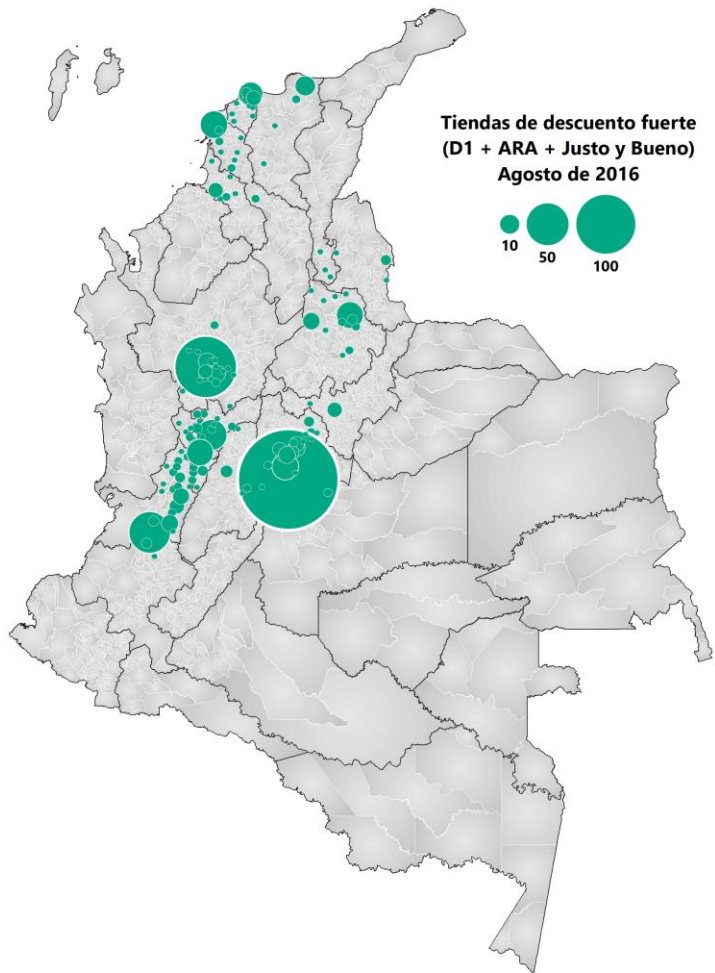 Tiendas de descuento fuerte
(D1 + ARA + Justo y Bueno)
Agosto de 2016
10
50
100